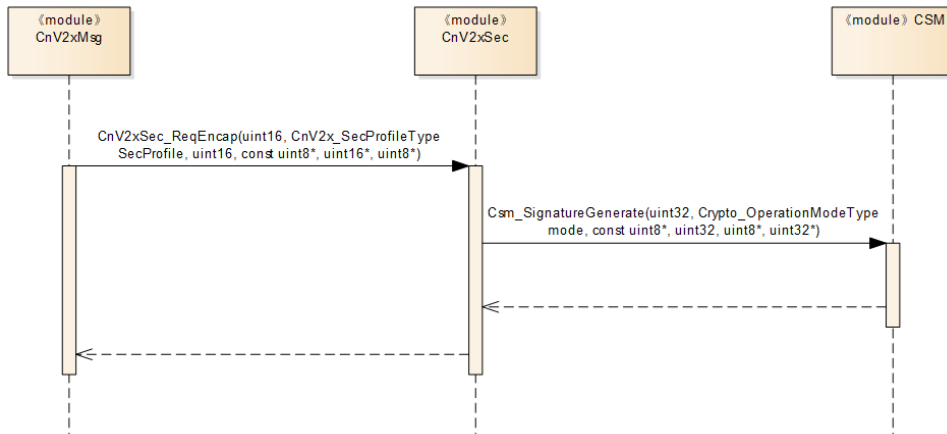 «module»
CnV2xMsg
«module»
CnV2xSec
«module» CSM
CnV2xSec_ReqEncap(uint16, CnV2x_SecProfileType
SecProfile, uint16, const uint8*, uint16*, uint8*)
Csm_SignatureGenerate(uint32, Crypto_OperationModeType
mode, const uint8*, uint32, uint8*, uint32*)